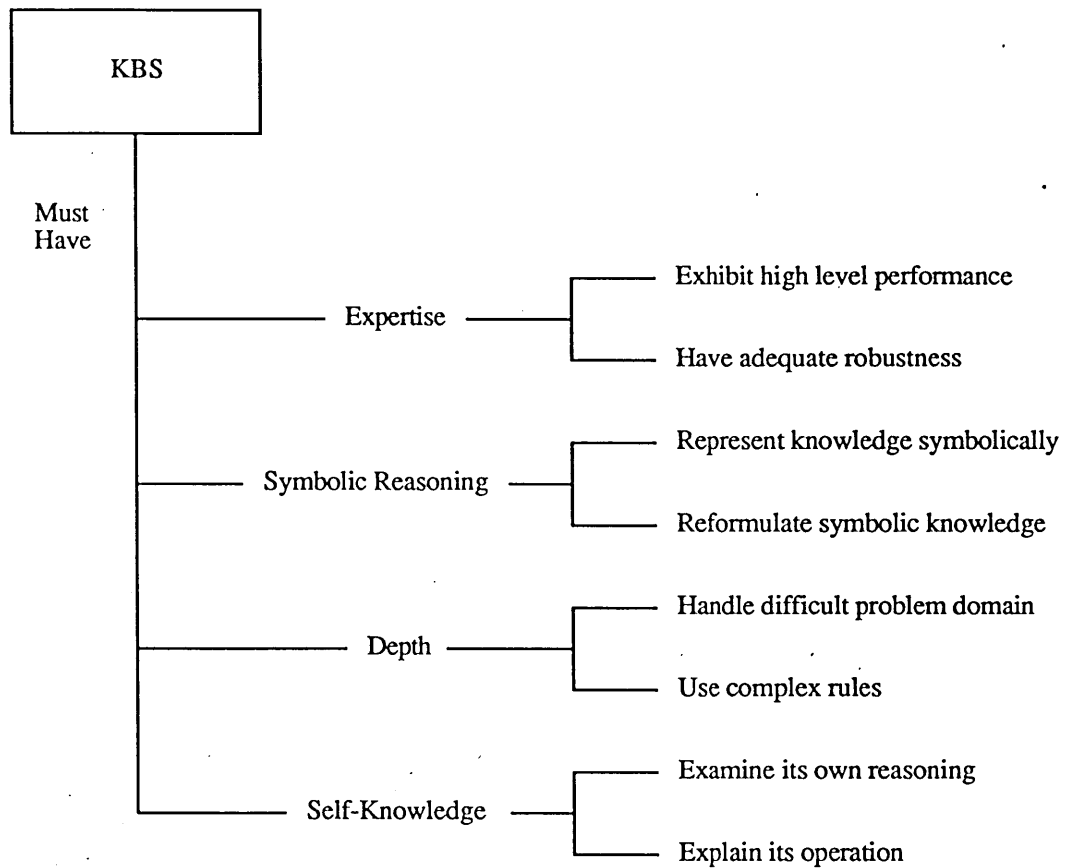 KBS
Must
Have
Exhibit high level performance
Expertise
Have adequate robustness
Represent knowledge symbolically
Symbolic Reasoning
Reformulate symbolic knowledge
Handle difficult problem domain
Depth
Use complex rules
Examine its own reasoning
Self-Knowledge
Explain its operation